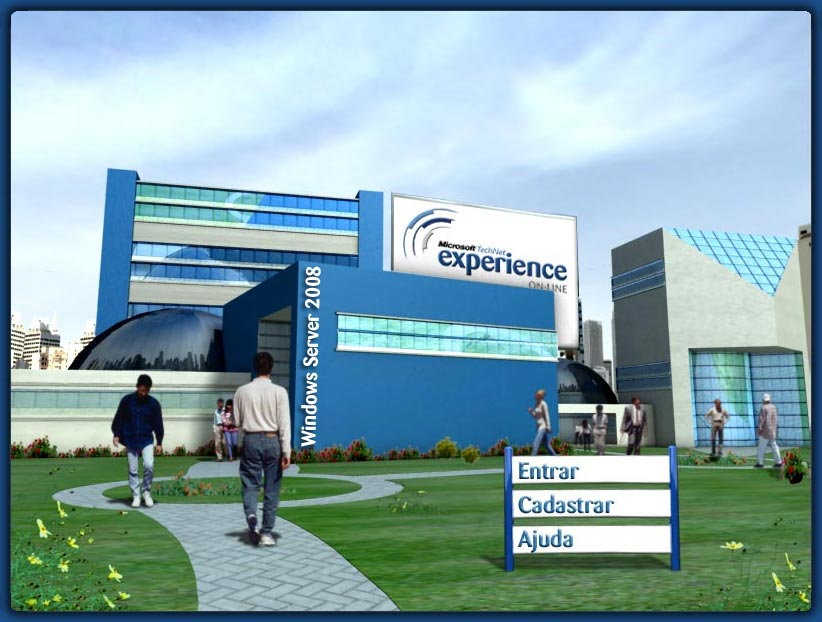 Microsoft TechNet
experience
ON-LINE
Windows Server 2008
Entrar
Cadastrar
Ajuda